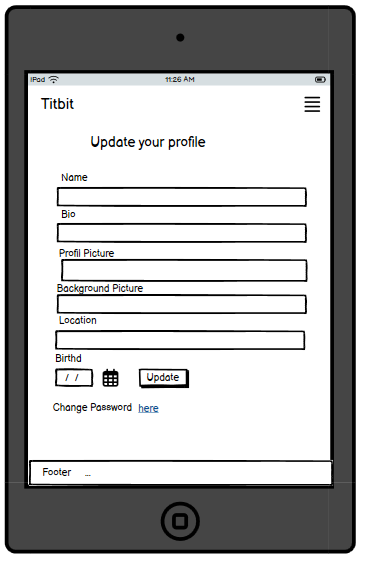 iPad 11:26 AM
Titbit
Update your profile
Name
Bio
Profil Picture
Background Picture
Location
Birthd
/ / Update
Change Password here
Footer ...